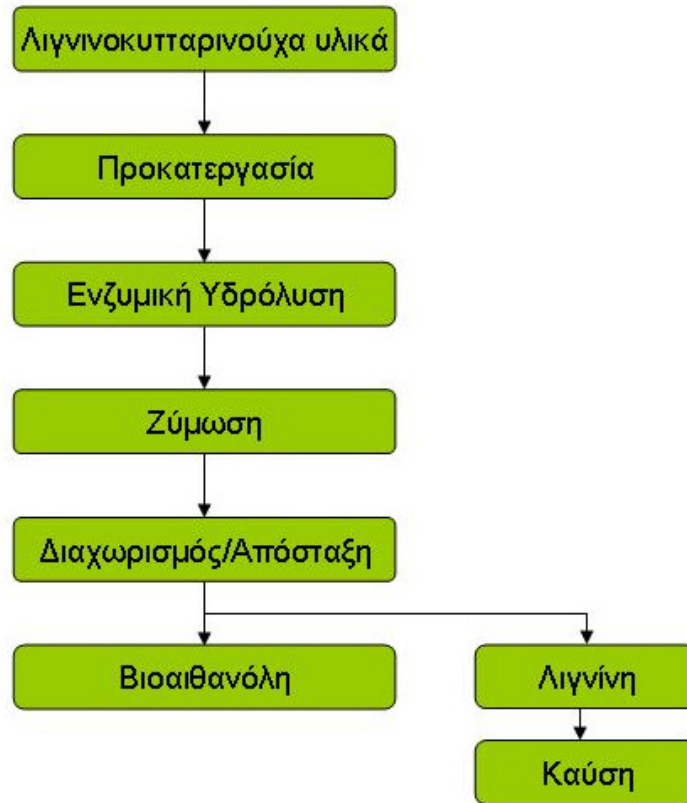 Λιγνινοκυτταρινούχα υλικά
Προκατεργασία
Ενζυμική Υδρόλυση
Ζύμωση
Διαχωρισμός/Απόσταξη
Βιοαιθανόλη
Λιγνίνη
Καύση